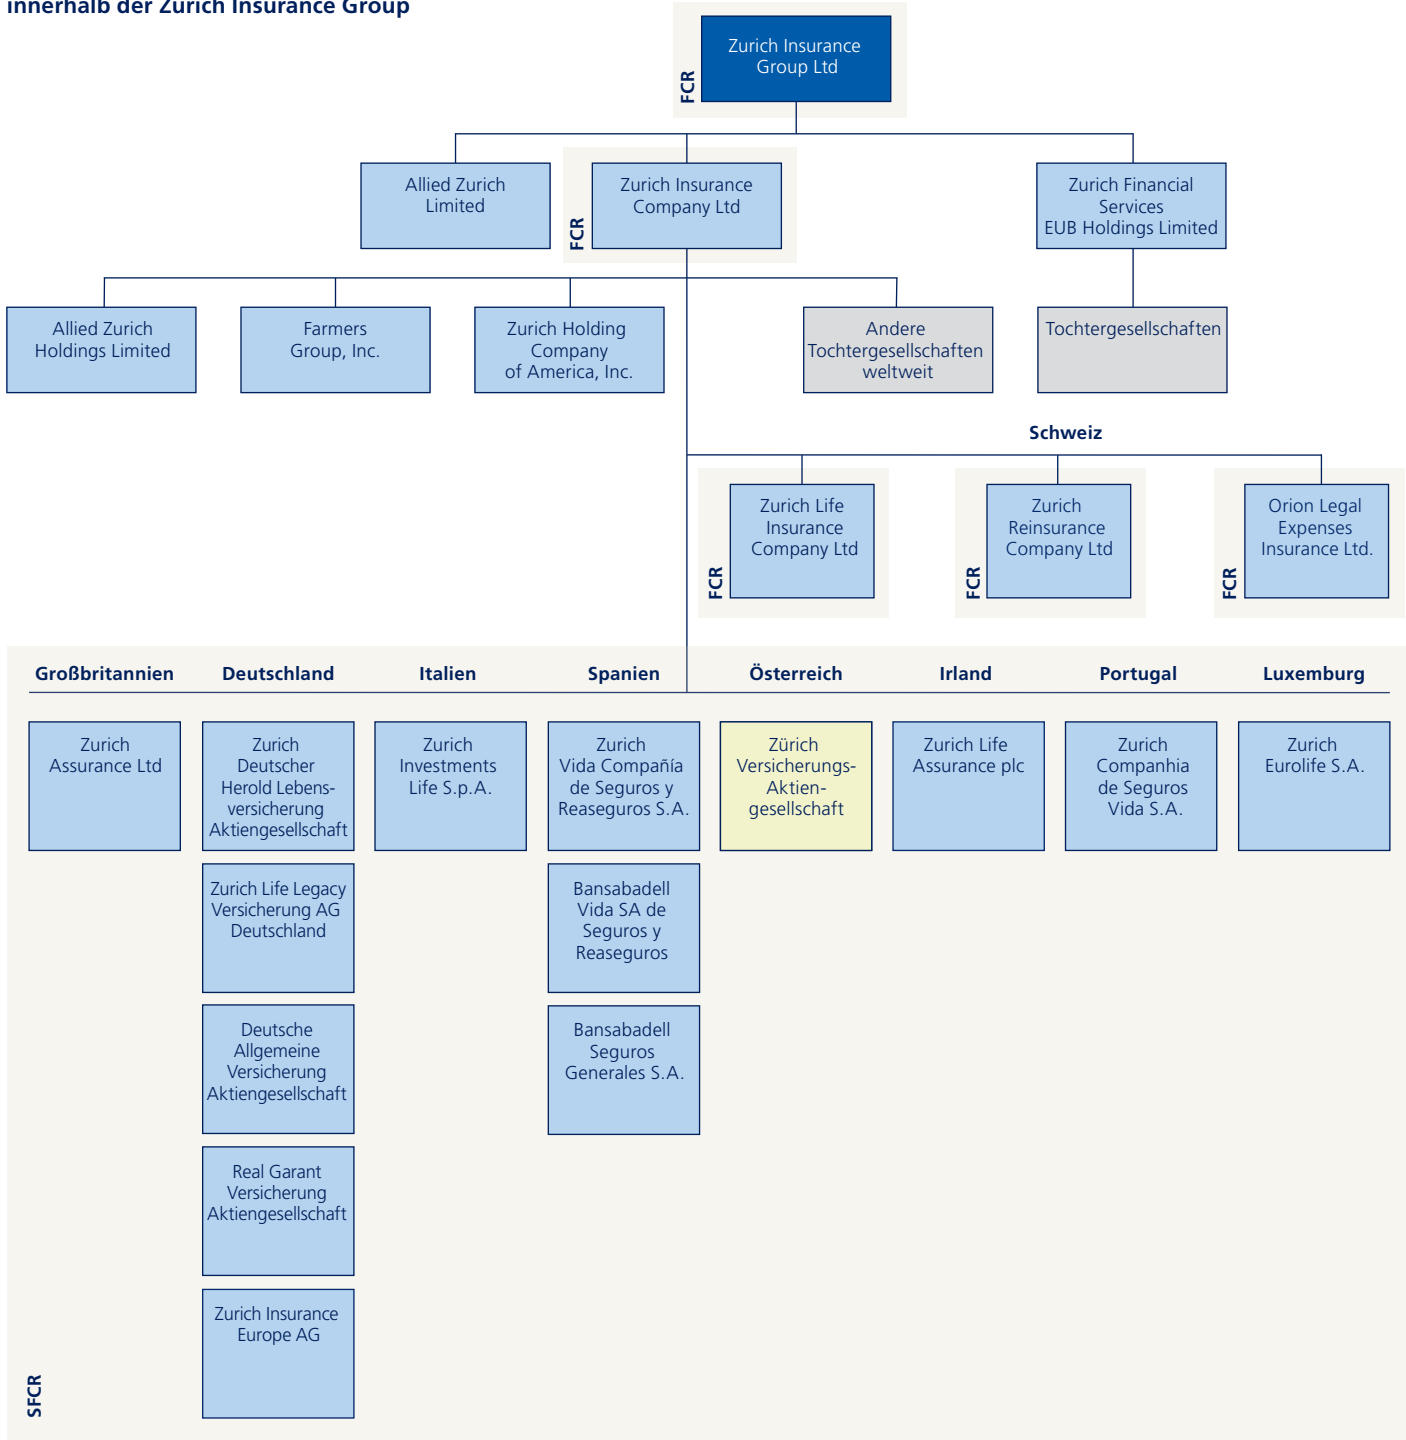 innerhalb der Zurich Insurance Group
Zurich Insurance
Group Ltd
FCR
Allied Zurich
Limited
Zurich Insurance
Company Ltd
FCR
Zurich Financial
Services
EUB Holdings Limited
Allied Zurich
Holdings Limited
Farmers
Group, Inc.
Zurich Holding
Company
of America, Inc.
Andere
Tochtergesellschaften
weltweit
Tochtergesellschaften
Schweiz
Zurich Life
Insurance
Company Ltd
FCR
Zurich
Reinsurance
Company Ltd
FCR
Orion Legal
Expenses
Insurance Ltd.
FCR
Großbritannien
Deutschland
Italien
Spanien
Österreich
Irland
Portugal
Luxemburg
Zurich
Assurance Ltd
Zurich
Deutscher
Herold Lebens-
versicherung
Aktiengesellschaft
Zurich
Investments
Life S.p.A.
Zurich
Vida Compañía
de Seguros y
Reaseguros S.A.
Zürich
Versicherungs-
Aktien-
gesellschaft
Zurich Life
Assurance plc
Zurich
Companhia
de Seguros
Vida S.A.
Zurich
Eurolife S.A.
Zurich Life Legacy
Versicherung AG
Deutschland
Bansabadell
Vida SA de
Seguros y
Reaseguros
Deutsche
Allgemeine
Versicherung
Aktiengesellschaft
Bansabadell
Seguros
Generales S.A.
Real Garant
Versicherung
Aktiengesellschaft
Zurich Insurance
Europe AG
SFCR